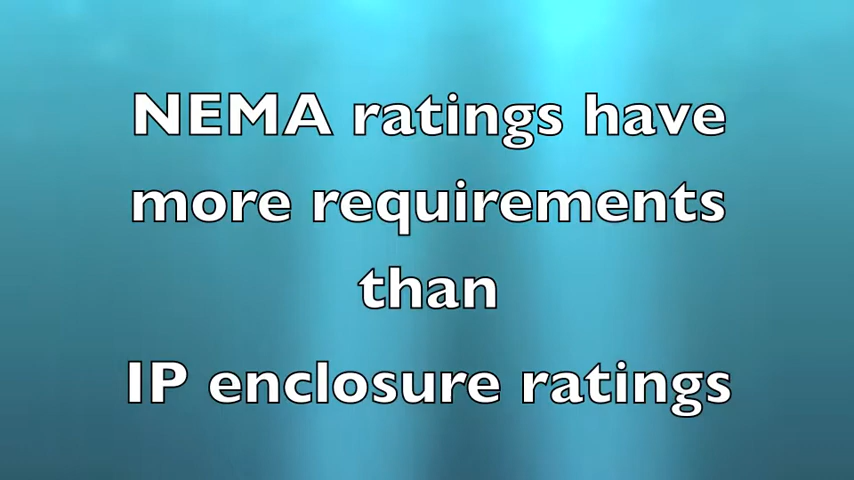 NEMA ratings have
more requirements
than
IP enclosure ratings